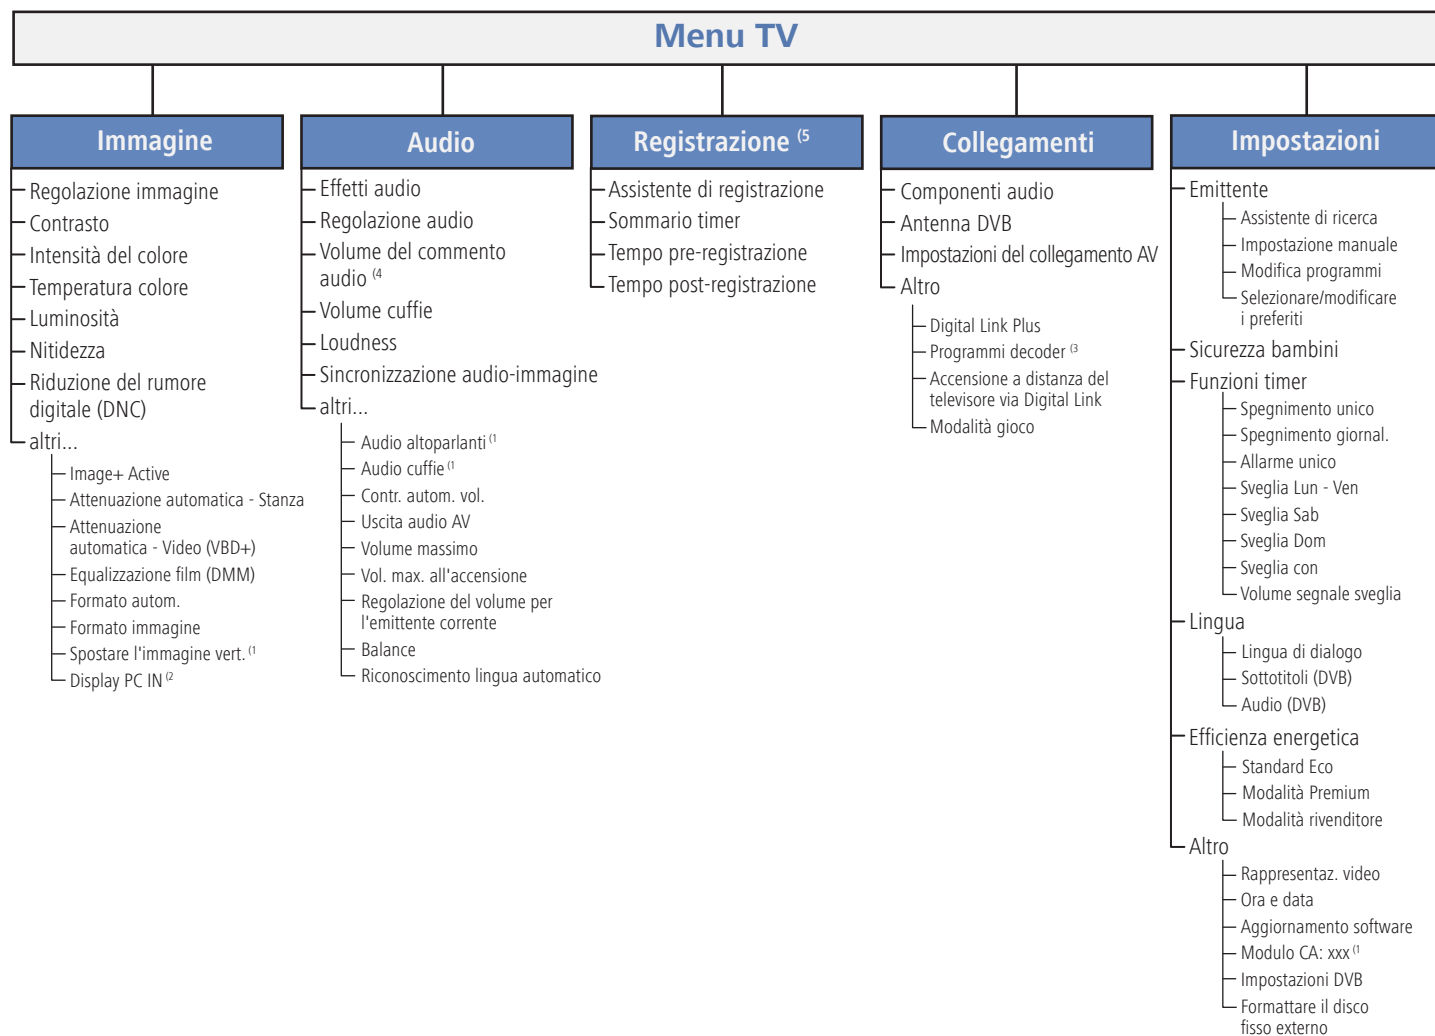 Menu TV
Immagine
Regolazione immagine
Contrasto
Intensità del colore
Temperatura colore
Luminosità
Nitidezza
Riduzione del rumore
digitale (DNC)
altri...
Image+ Active
Attenuazione automatica - Stanza
Attenuazione
automatica - Video (VBD+)
Equalizzazione film (DMM)
Formato autom.
Formato immagine
Spostare l'immagine vert. (1
Display PC IN (2
Audio
Effetti audio
Regolazione audio
Volume del commento
audio (4
Volume cuffie
Loudness
Sincronizzazione audio-immagine
altri...
Audio altoparlanti (1
Audio cuffie (1
Contr. autom. vol.
Uscita audio AV
Volume massimo
Vol. max. all'accensione
Regolazione del volume per
l'emittente corrente
Balance
Riconoscimento lingua automatico
Registrazione (5
Assistente di registrazione
Sommario timer
Tempo pre-registrazione
Tempo post-registrazione
Collegamenti
Componenti audio
Antenna DVB
Impostazioni del collegamento AV
Altro
Digital Link Plus
Programmi decoder (3
Accensione a distanza del
televisore via Digital Link
Modalità gioco
Impostazioni
Emittente
Assistente di ricerca
Impostazione manuale
Modifica programmi
Selezionare/modificare
i preferiti
Sicurezza bambini
Funzioni timer
Spegnimento unico
Spegnimento giornal.
Allarme unico
Sveglia Lun - Ven
Sveglia Sab
Sveglia Dom
Sveglia con
Volume segnale sveglia
Lingua
Lingua di dialogo
Sottotitoli (DVB)
Audio (DVB)
Efficienza energetica
Standard Eco
Modalità Premium
Modalità rivenditore
Altro
Rappresentaz. video
Ora e data
Aggiornamento software
Modulo CA: xxx (1
Impostazioni DVB
Formattare il disco
fisso externo